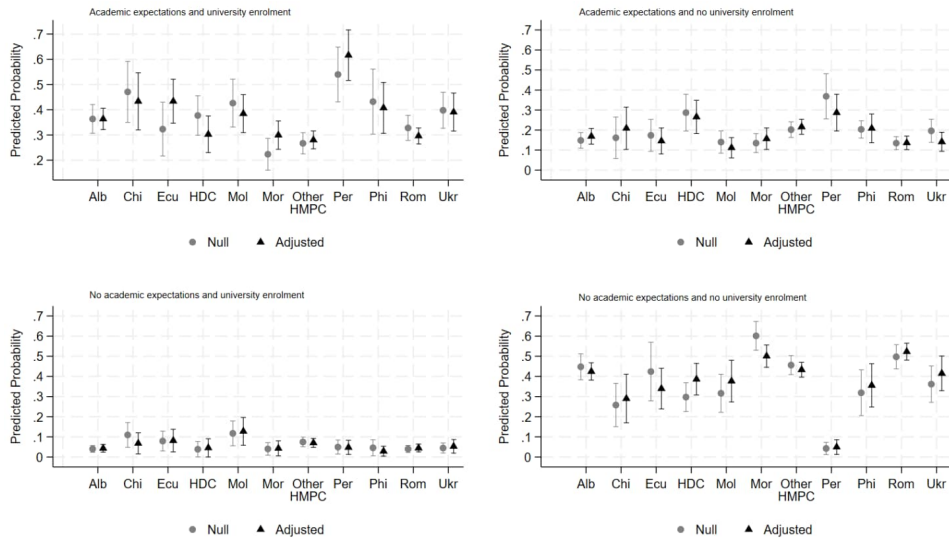 Academic expectations and university enrolment
Predicted Probability
.7
.6
.5
.4
.3
.2
Alb Chi Ecu HDC Mol Mor Other Per Phi Rom Ukr
HMPC
Null Adjusted
Academic expectations and no university enrolment
Predicted Probability
.7
.6
.5
.4
.3
.2
.1
0
Alb Chi Ecu HDC Mol Mor Other Per Phi Rom Ukr
HMPC
Null Adjusted
No academic expectations and university enrolment
Predicted Probability
.7
.6
.5
.4
.3
.2
.1
0
Alb Chi Ecu HDC Mol Mor Other Per Phi Rom Ukr
HMPC
Null Adjusted
No academic expectations and no university enrolment
Predicted Probability
.7
.6
.5
.4
.3
.2
.1
0
Alb Chi Ecu HDC Mol Mor Other Per Phi Rom Ukr
HMPC
Null Adjusted